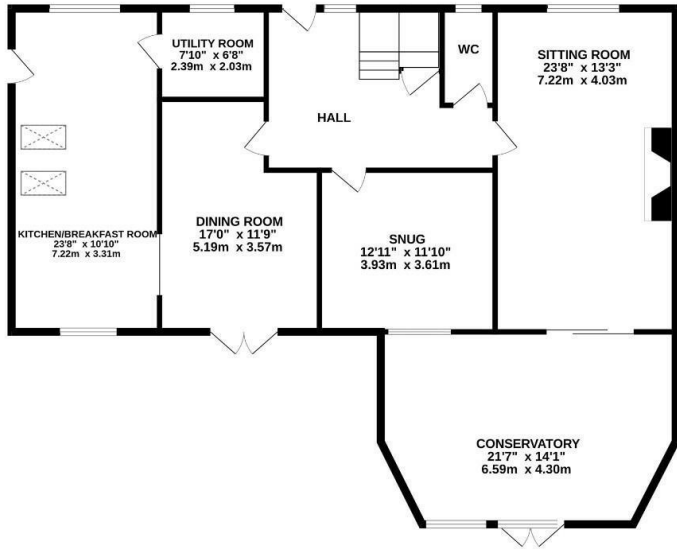 UTILITY ROOM
7'10" x 6'8"
2.39m x 2.03m
WC
SITTING ROOM
23'8" x 13'3"
7.22m x 4.03m
HALL
KITCHEN/BREAKFAST ROOM
23'8" x 10'10"
7.22m x 3.31m
DINING ROOM
17'0" x 11'9"
5.19m x 3.57m
SNUG
12'11" x 11'10"
3.93m x 3.61m
CONSERVATORY
21'7" x 14'1"
6.59m x 4.30m